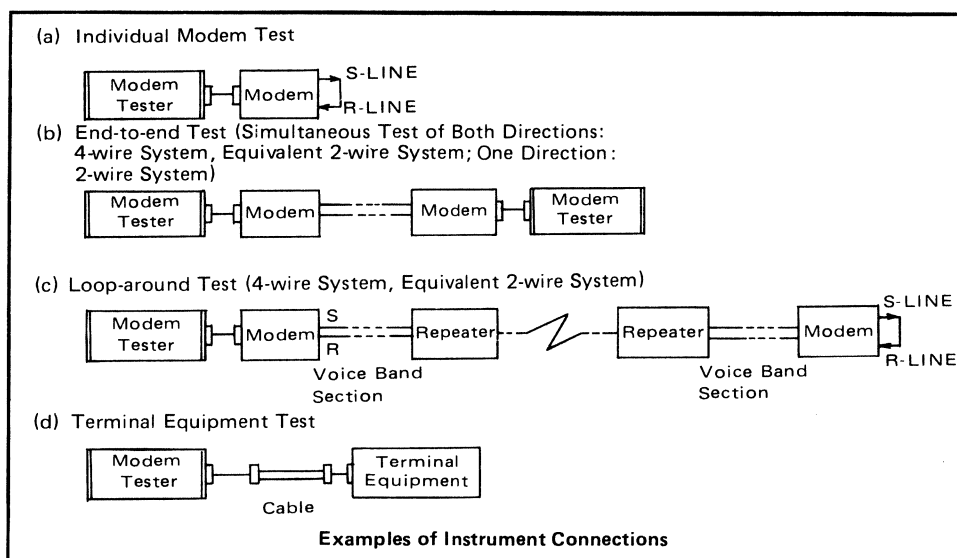 (a) Individual Modem Test
Modem
Tester
Modem
S-LINE
R-LINE
(b) End-to-end Test (Simultaneous Test of Both Directions:
4-wire System, Equivalent 2-wire System; One Direction:
2-wire System)
Modem
Tester
Modem
Modem
Modem
Tester
(c) Loop-around Test (4-wire System, Equivalent 2-wire System)
Modem
Tester
Modem
S
R
Repeater
Repeater
Modem
S-LINE
R-LINE
Voice Band
Section
Voice Band
Section
(d) Terminal Equipment Test
Modem
Tester
Cable
Terminal
Equipment
Examples of Instrument Connections